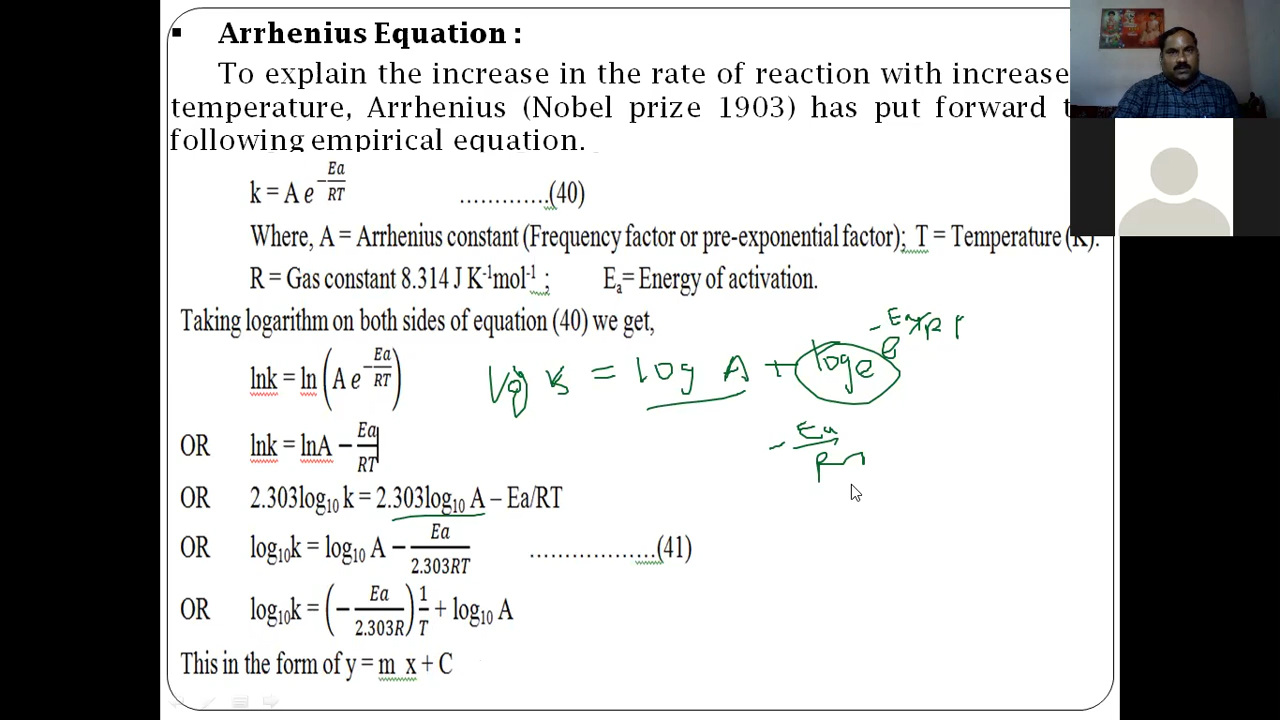 ▪ Arrhenius Equation :
To explain the increase in the rate of reaction with increase
temperature, Arrhenius (Nobel prize 1903) has put forward
following empirical equation.
k = A e^(-Ea/RT) .............(40)
Where, A = Arrhenius constant (Frequency factor or pre-exponential factor); T = Temperature (K).
R = Gas constant 8.314 J K⁻¹mol⁻¹ ; Eₐ= Energy of activation.
Taking logarithm on both sides of equation (40) we get,
lnk = ln (A e^(-Ea/RT))
log k = log A + log e e
OR lnk = lnA – Ea/RT
- Ea/RT
OR 2.303log₁₀ k = 2.303log₁₀ A – Ea/RT
OR log₁₀k = log₁₀ A – Ea/2.303RT ...................(41)
OR log₁₀k = (– Ea/2.303R) 1/T + log₁₀ A
This in the form of y = m x + C